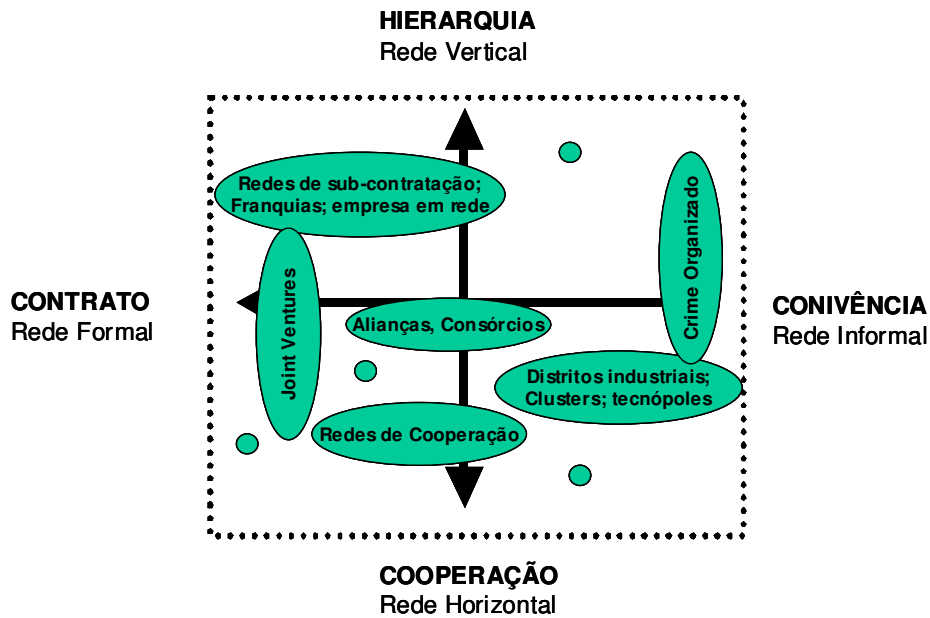 HIERARQUIA
Rede Vertical
Redes de sub-contratação;
Franquias; empresa em rede
Crime Organizado
CONTRATO
Rede Formal
Joint Ventures
Alianças, Consórcios
CONIVÊNCIA
Rede Informal
Distritos industriais;
Clusters; tecnópoles
Redes de Cooperação
COOPERAÇÃO
Rede Horizontal